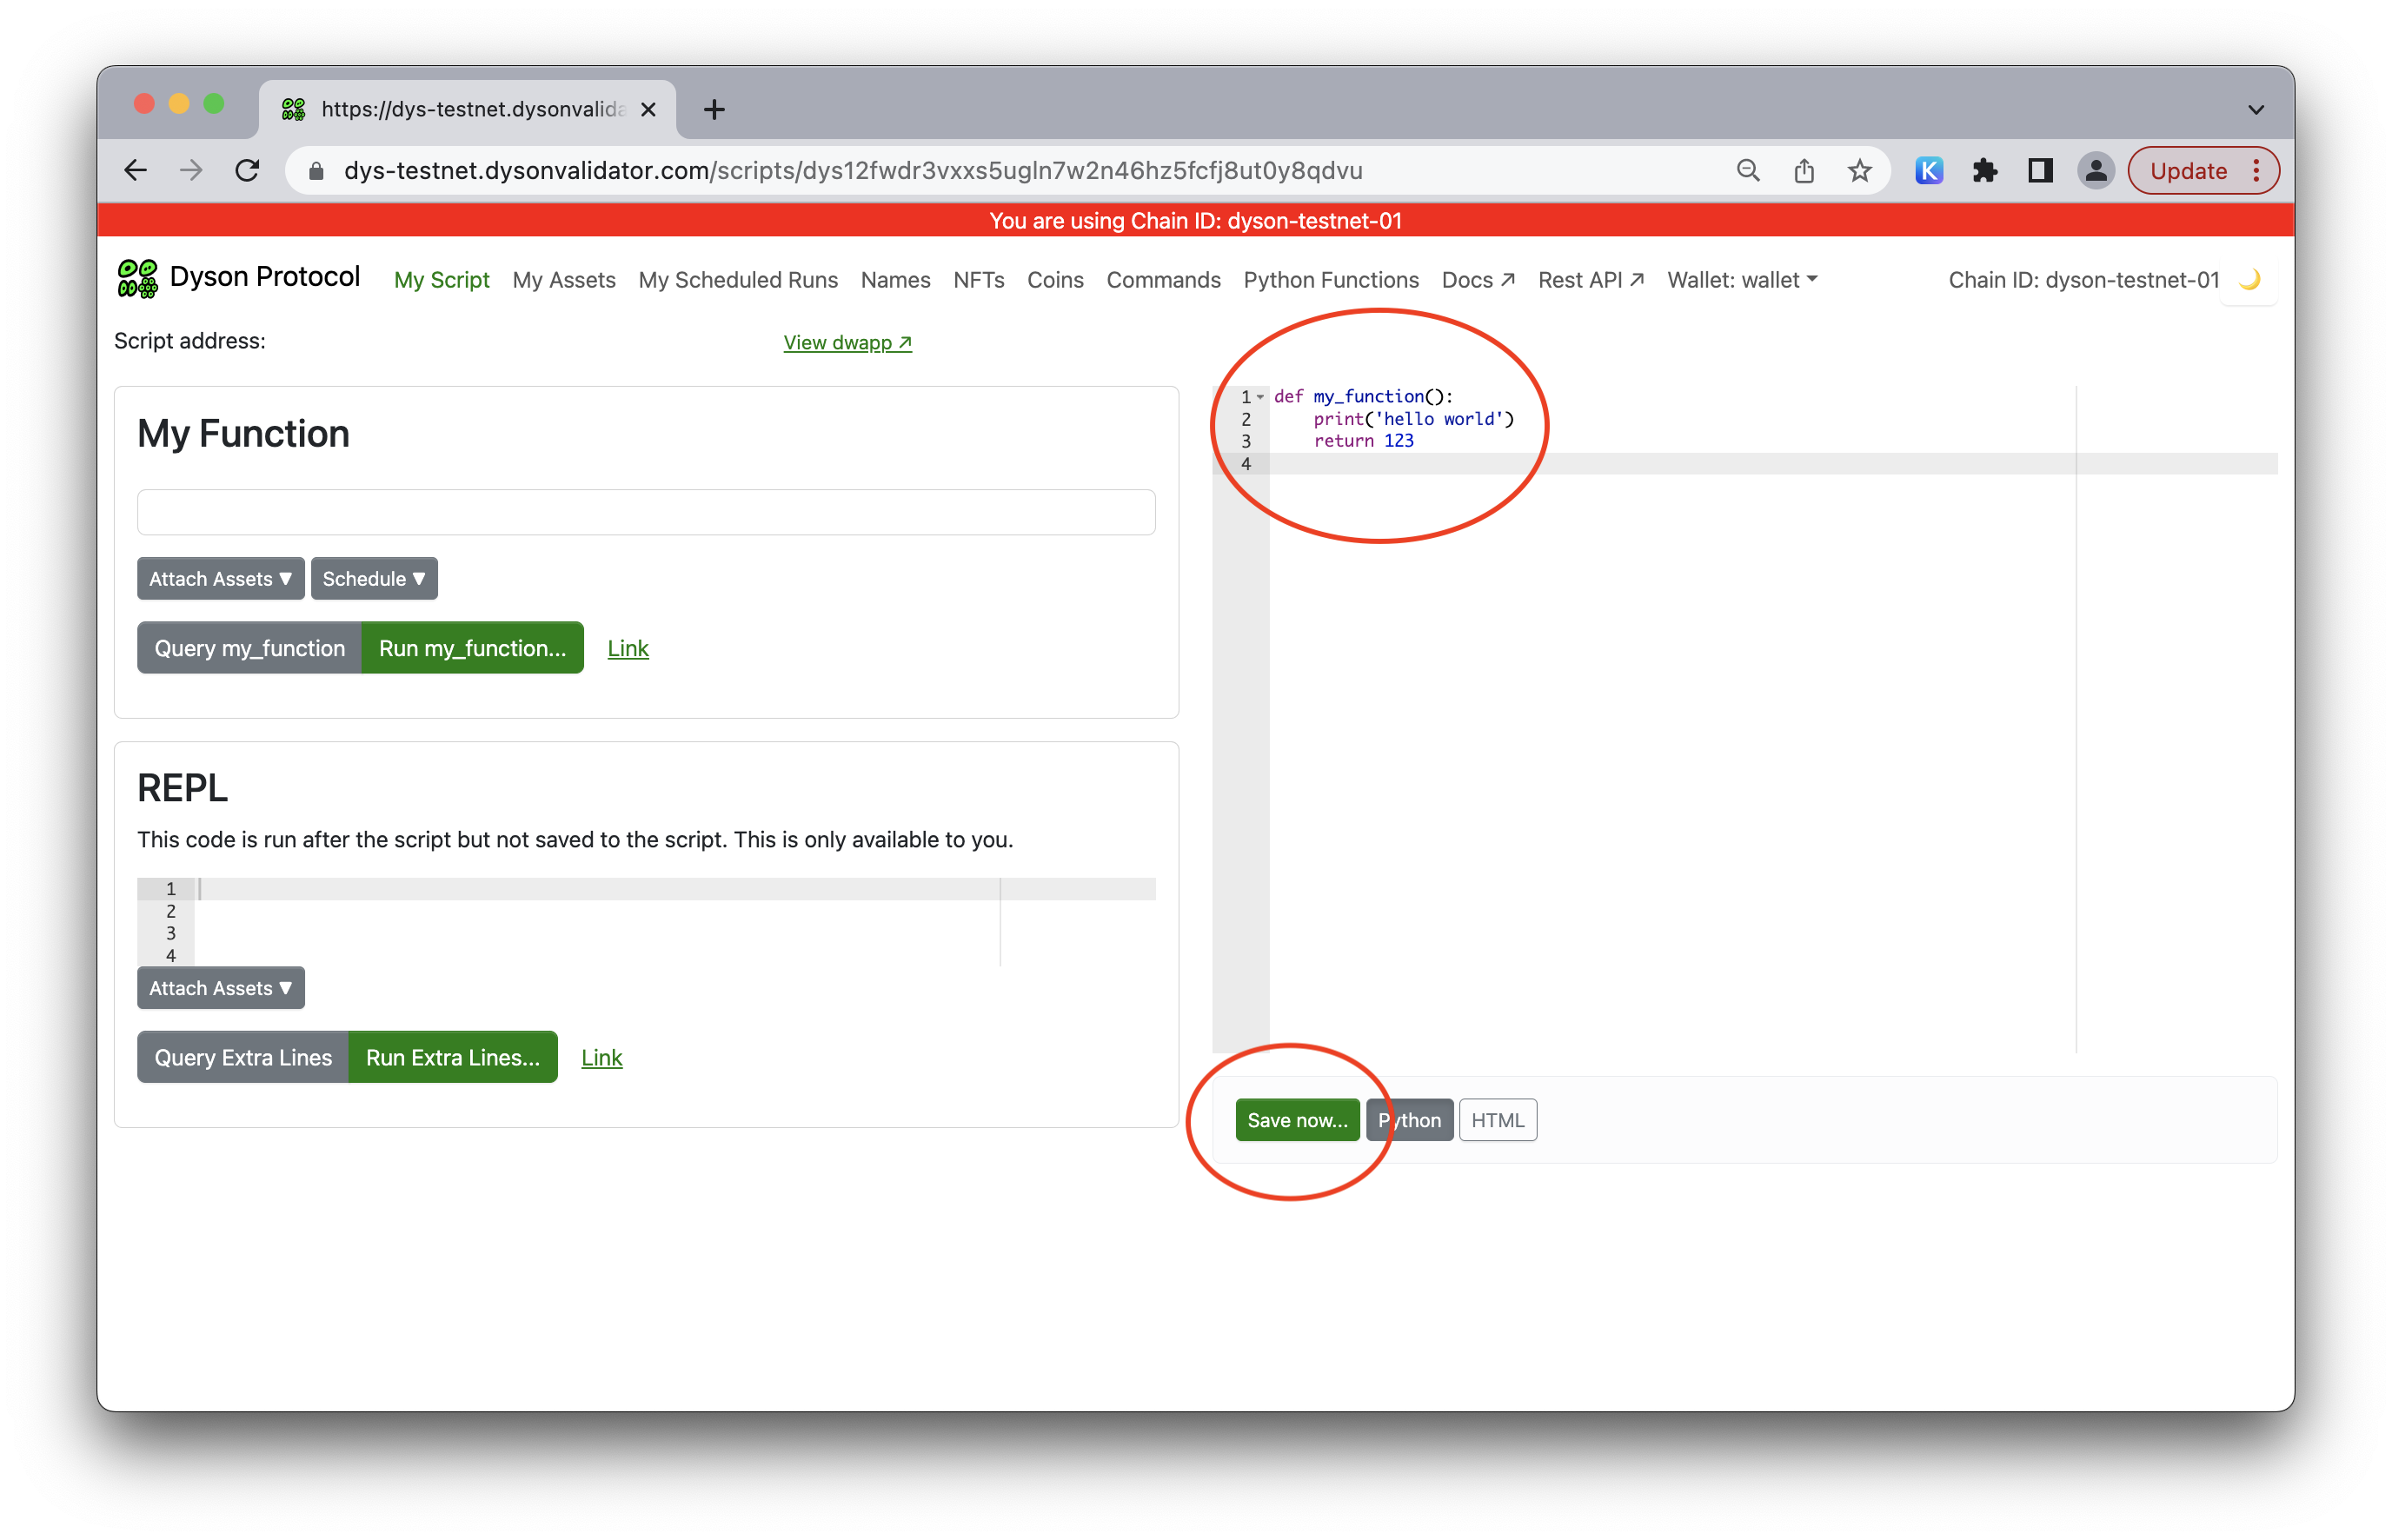 https://dys-testnet.dysonvalida
dys-testnet.dysonvalidator.com/scripts/dys12fwdr3vxxs5ugln7w2n46hz5fcfj8ut0y8qdvu
K
Update
You are using Chain ID: dyson-testnet-01
Dyson Protocol
My Script My Assets My Scheduled Runs Names NFTs Coins Commands Python Functions Docs ↗ Rest API ↗ Wallet: wallet Chain ID: dyson-testnet-01
Script address:
View dwapp ↗
My Function
Attach Assets ▼ Schedule ▼
Query my_function Run my_function... Link
REPL
This code is run after the script but not saved to the script. This is only available to you.
1
2
3
4
Attach Assets ▼
Query Extra Lines Run Extra Lines... Link
1 def my_function():
2     print('hello world')
3     return 123
4
Save now... Python HTML